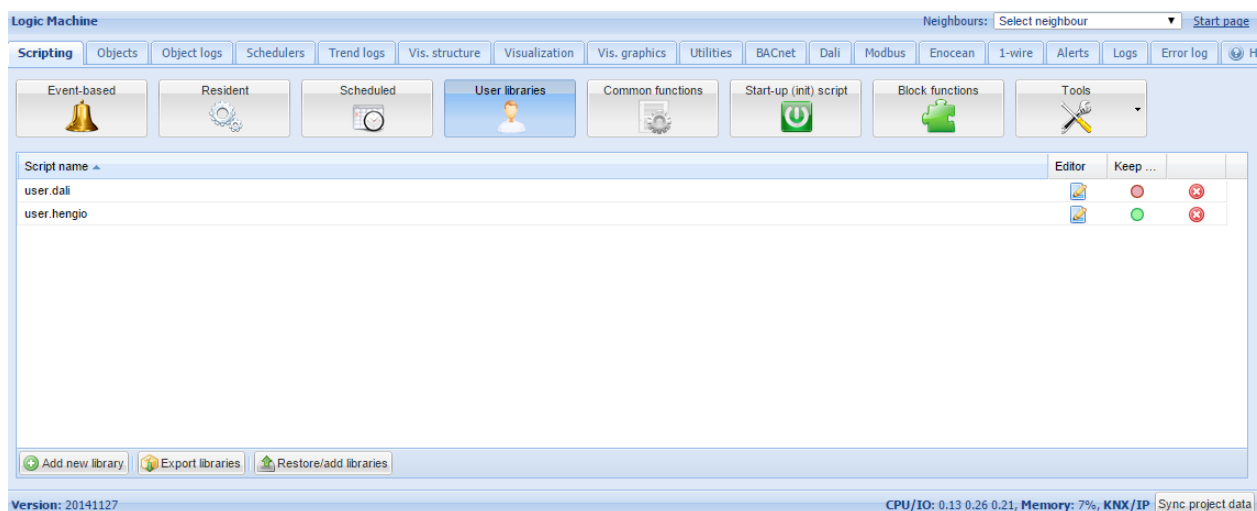 Logic Machine Neighbours: Select neighbour Start page
Scripting Objects Object logs Schedulers Trend logs Vis. structure Visualization Vis. graphics Utilities BACnet Dali Modbus Enocean 1-wire Alerts Logs Error log H
Event-based Resident Scheduled User libraries Common functions Start-up (init) script Block functions Tools
Script name Editor Keep ...
user.dali
user.hengio
Add new library Export libraries Restore/add libraries
Version: 20141127 CPU/IO: 0.13 0.26 0.21, Memory: 7%, KNX/IP Sync project data